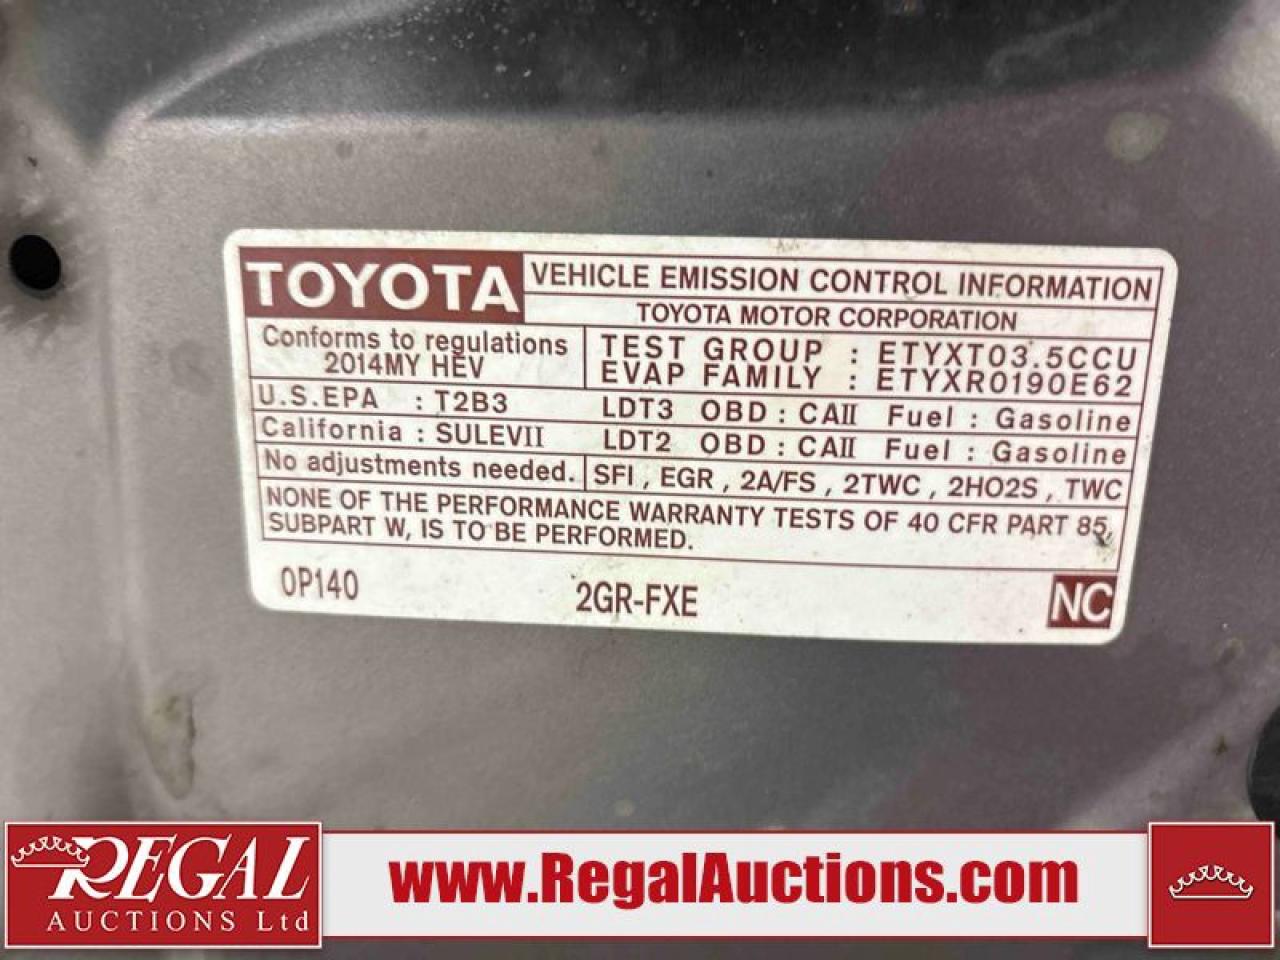 TOYOTA
VEHICLE EMISSION CONTROL INFORMATION
TOYOTA MOTOR CORPORATION
Conforms to regulations
2014MY HEV
TEST GROUP : ETYXT03.5CCU
EVAP FAMILY : ETYXR0190E62
U.S.EPA : T2B3 LDT3 OBD : CAII Fuel : Gasoline
California : SULEVII LDT2 OBD : CAII Fuel : Gasoline
No adjustments needed. SFI , EGR , 2A/FS , 2TWC , 2HO2S , TWC
NONE OF THE PERFORMANCE WARRANTY TESTS OF 40 CFR PART 85,
SUBPART W, IS TO BE PERFORMED.
0P140 2GR-FXE NC
REGAL
AUCTIONS Ltd
www.RegalAuctions.com